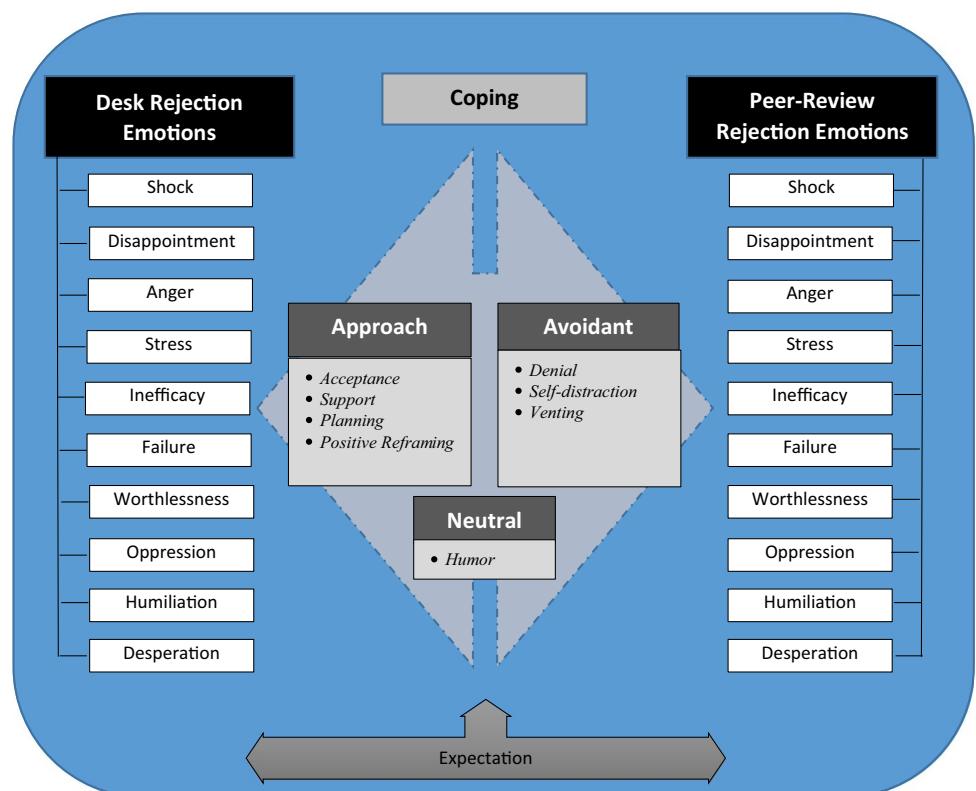 Desk Rejection
Emotions
Shock
Disappointment
Anger
Stress
Inefficacy
Failure
Worthlessness
Oppression
Humiliation
Desperation
Coping
Approach
• Acceptance
• Support
• Planning
• Positive Reframing
Avoidant
• Denial
• Self-distraction
• Venting
Neutral
• Humor
Peer-Review
Rejection Emotions
Shock
Disappointment
Anger
Stress
Inefficacy
Failure
Worthlessness
Oppression
Humiliation
Desperation
Expectation